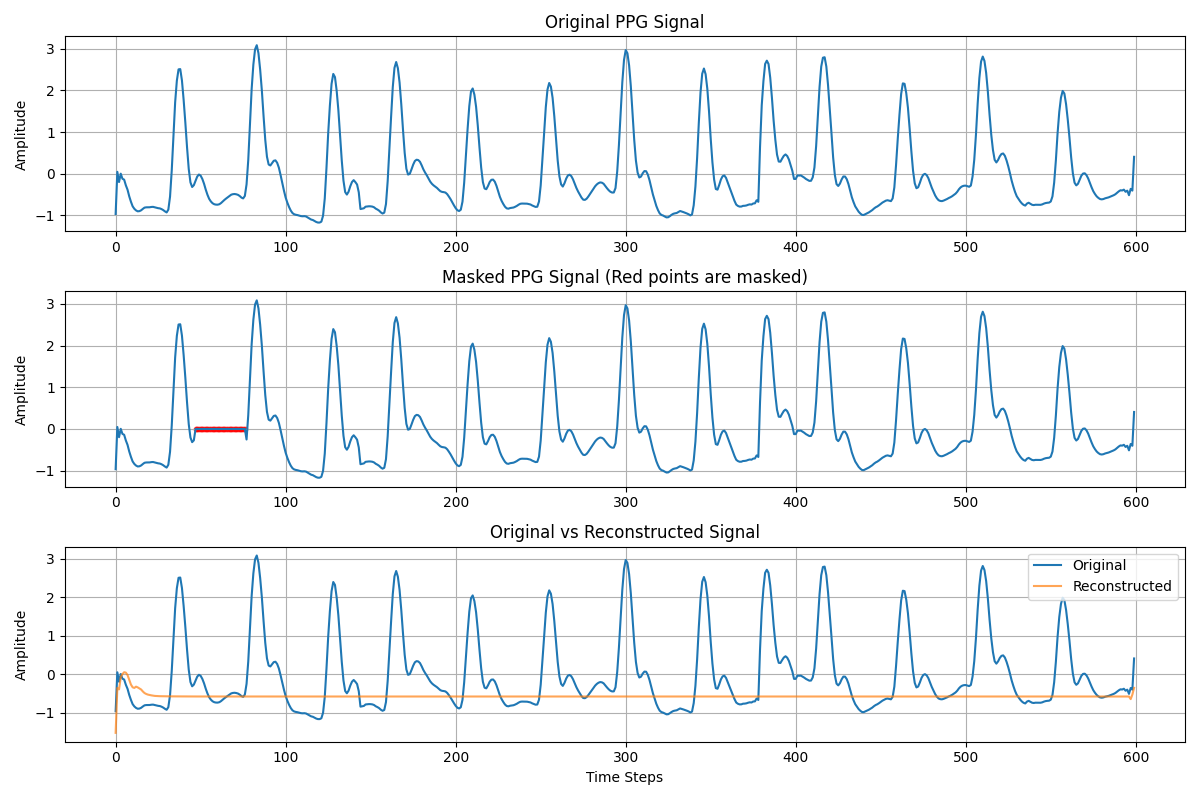 Original PPG Signal
Amplitude
3
2
1
0
−1
0 100 200 300 400 500 600
Masked PPG Signal (Red points are masked)
Amplitude
3
2
1
0
−1
0 100 200 300 400 500 600
Original vs Reconstructed Signal
Amplitude
3
2
1
0
−1
Original
Reconstructed
0 100 200 300 400 500 600
Time Steps